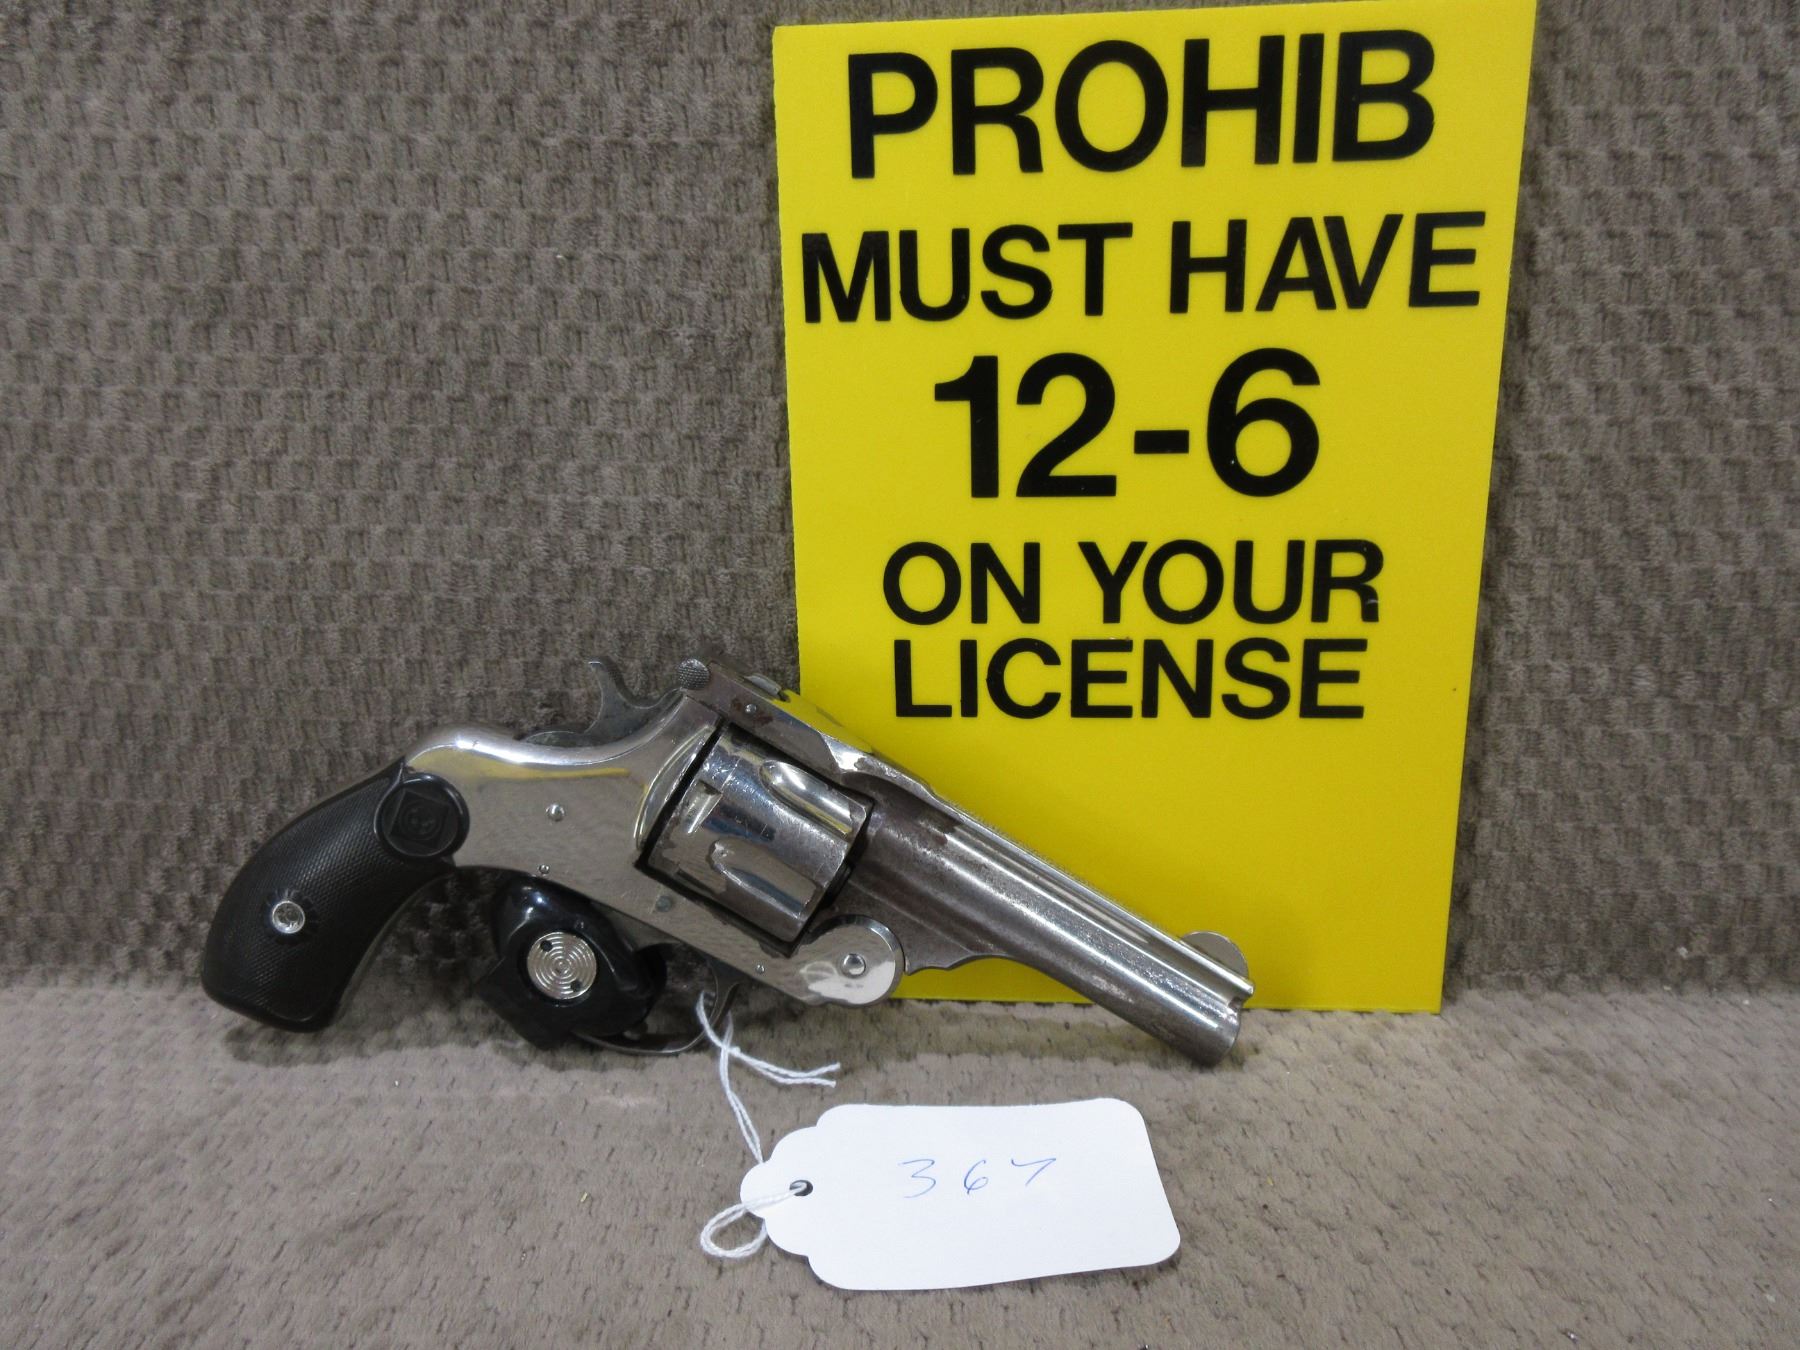 PROHIB
MUST HAVE
12-6
ON YOUR
LICENSE
367